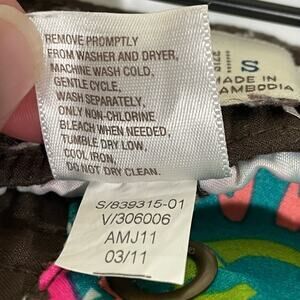 REMOVE PROMPTLY
FROM WASHER AND DRYER,
MACHINE WASH COLD,
GENTLE CYCLE,
WASH SEPARATELY,
ONLY NON-CHLORINE
BLEACH WHEN NEEDED,
TUMBLE DRY LOW,
COOL IRON,
DO NOT DRY CLEAN.
S
MADE IN
CAMBODIA
S/839315-01
V/306006
AMJ11
03/11